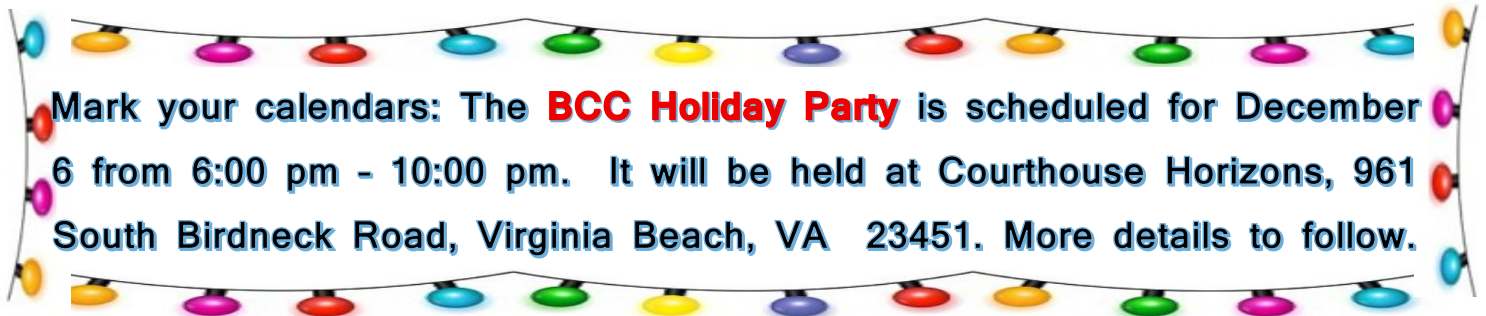 Mark your calendars: The BCC Holiday Party is scheduled for December
6 from 6:00 pm - 10:00 pm.  It will be held at Courthouse Horizons, 961
South Birdneck Road, Virginia Beach, VA  23451. More details to follow.